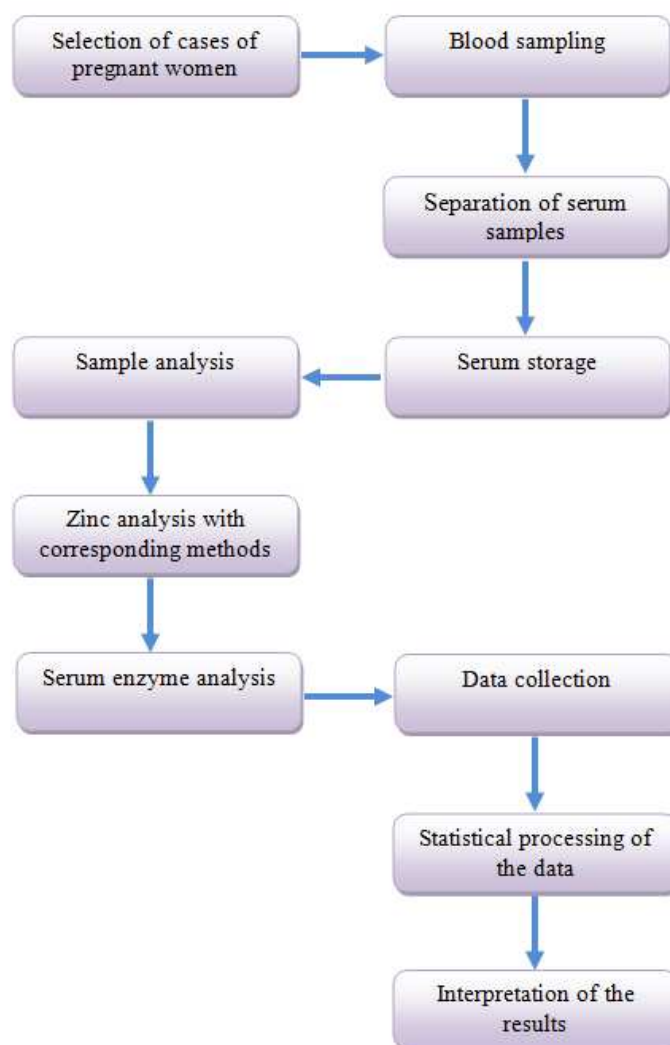 Selection of cases of
pregnant women
Blood sampling
Separation of serum
samples
Serum storage
Sample analysis
Zinc analysis with
corresponding methods
Serum enzyme analysis
Data collection
Statistical processing of
the data
Interpretation of the
results